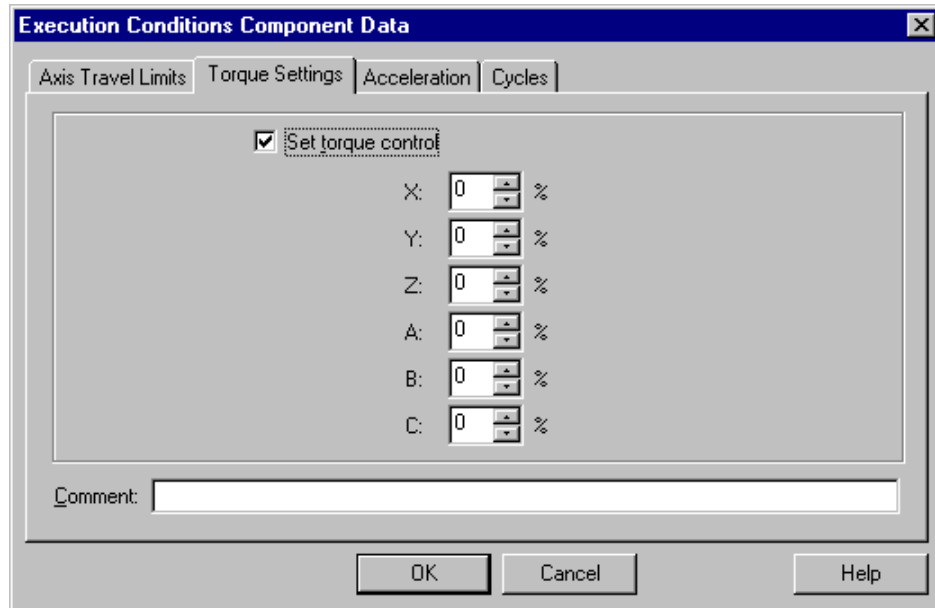 Execution Conditions Component Data
Axis Travel Limits Torque Settings Acceleration Cycles
Set torque control
X: 0 %
Y: 0 %
Z: 0 %
A: 0 %
B: 0 %
C: 0 %
Comment:
OK Cancel Help